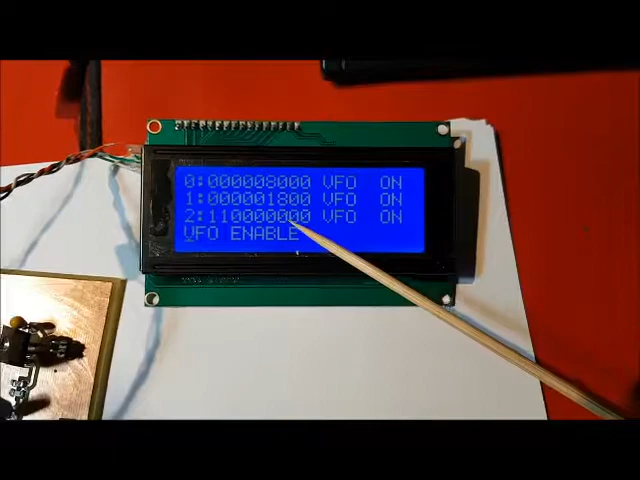 0:000008000 VFO ON
1:000001800 VFO ON
2:110000000 VFO ON
VFO ENABLE